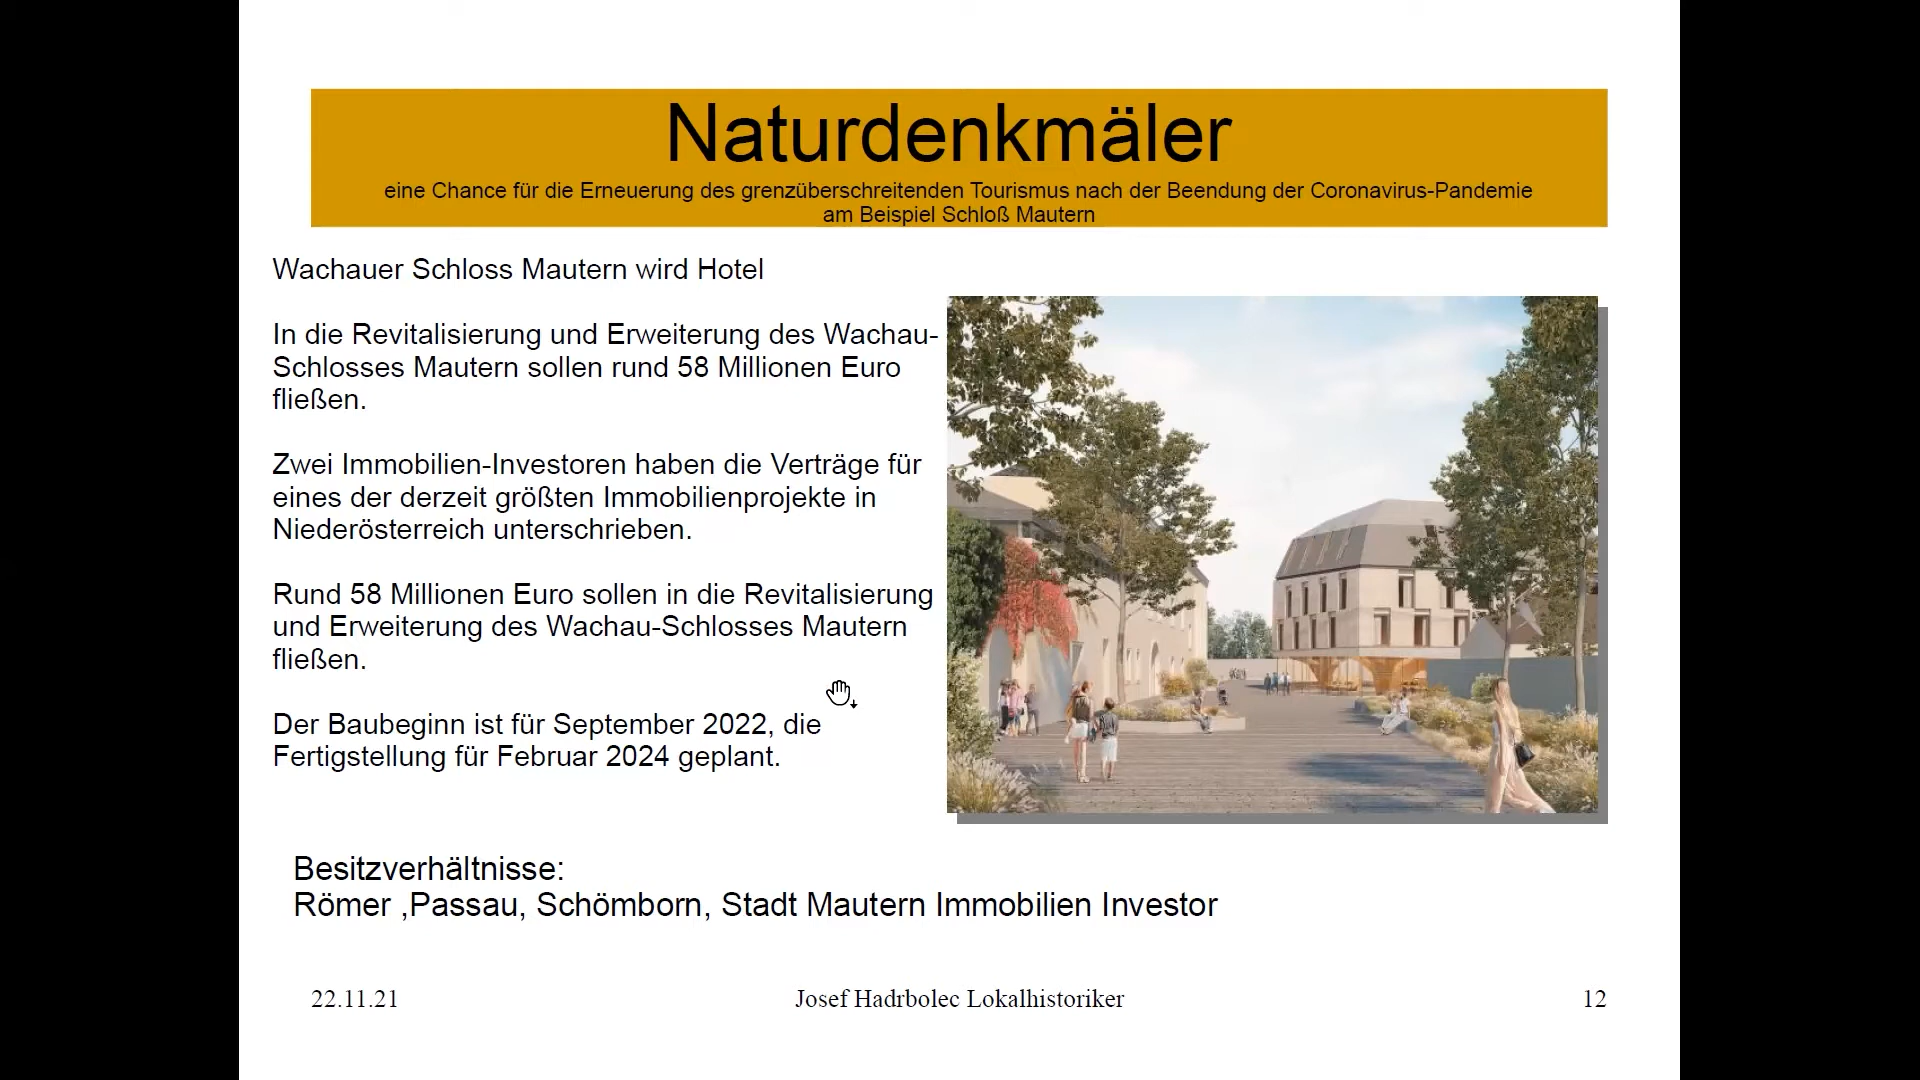 Naturdenkmäler
eine Chance für die Erneuerung des grenzüberschreitenden Tourismus nach der Beendung der Coronavirus-Pandemie
am Beispiel Schloß Mautern
Wachauer Schloss Mautern wird Hotel
In die Revitalisierung und Erweiterung des Wachau-
Schlosses Mautern sollen rund 58 Millionen Euro
fließen.
Zwei Immobilien-Investoren haben die Verträge für
eines der derzeit größten Immobilienprojekte in
Niederösterreich unterschrieben.
Rund 58 Millionen Euro sollen in die Revitalisierung
und Erweiterung des Wachau-Schlosses Mautern
fließen.
Der Baubeginn ist für September 2022, die
Fertigstellung für Februar 2024 geplant.
Besitzverhältnisse:
Römer ,Passau, Schömborn, Stadt Mautern Immobilien Investor
22.11.21
Josef Hadrbolec Lokalhistoriker
12